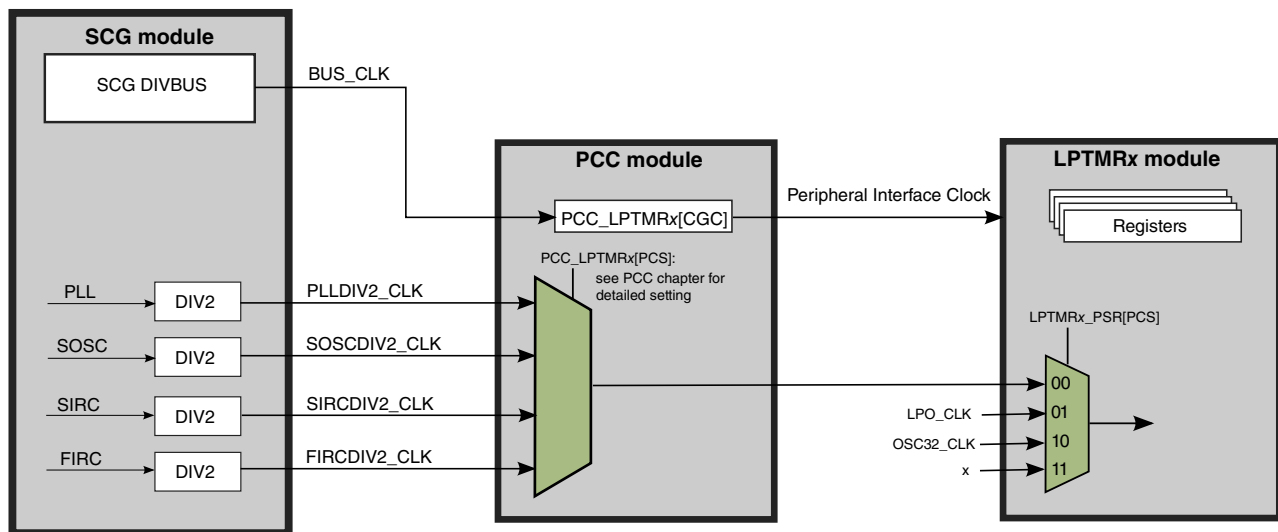 SCG module
SCG DIVBUS
BUS_CLK
PCC module
PCC_LPTMRx[CGC]
Peripheral Interface Clock
LPTMRx module
Registers
PCC_LPTMRx[PCS]:
see PCC chapter for
detailed setting
PLL
DIV2
PLLDIV2_CLK
SOSC
DIV2
SOSCDIV2_CLK
SIRC
DIV2
SIRCDIV2_CLK
FIRC
DIV2
FIRCDIV2_CLK
LPTMRx_PSR[PCS]
00
LPO_CLK
01
OSC32_CLK
10
x
11